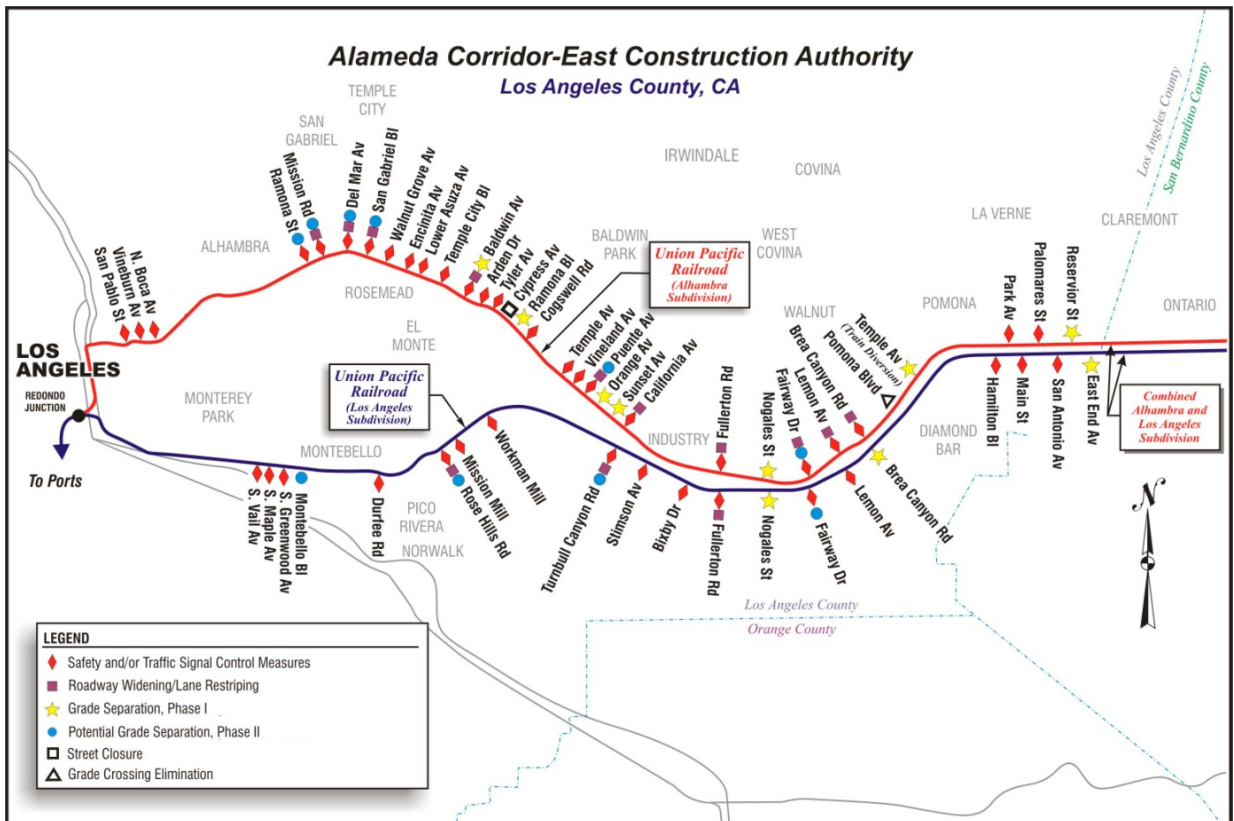 Alameda Corridor-East Construction Authority
Los Angeles County, CA
TEMPLE
CITY
SAN
GABRIEL
ALHAMBRA
ROSEMEAD
EL
MONTE
MONTEREY
PARK
MONTEBELLO
PICO
RIVERA
NORWALK
IRWINDALE
COVINA
BALDWIN
PARK
WEST
COVINA
WALNUT
INDUSTRY
LA VERNE
POMONA
DIAMOND
BAR
CLAREMONT
ONTARIO
Los Angeles County
San Bernardino County
LOS
ANGELES
REDONDO
JUNCTION
To Ports
San Pablo St
Vineburn Av
N. Boca Av
Ramona St
Mission Rd
Del Mar Av
San Gabriel Bl
Walnut Grove Av
Encinita Av
Lower Asuza Av
Temple City Bl
Baldwin Av
Arden Dr
Tyler Av
Cypress Av
Ramona Bl
Cogswell Rd
Union Pacific
Railroad
(Alhambra
Subdivision)
Temple Av
Vineland Av
Puente Av
Orange Av
Sunset Av
California Av
Fullerton Rd
Nogales St
Fairway Dr
Lemon Av
Brea Canyon Rd
Pomona Blvd
Temple Av
(Train Diversion)
Park Av
Palomares St
Reservior St
Union Pacific
Railroad
(Los Angeles
Subdivision)
S. Vail Av
S. Maple Av
S. Greenwood Av
Montebello Bl
Durfee Rd
Rose Hills Rd
Mission Mill
Workman Mill
Turnbull Canyon Rd
Stimson Av
Bixby Dr
Fullerton Rd
Nogales St
Fairway Dr
Lemon Av
Brea Canyon Rd
Hamilton Bl
Main St
San Antonio Av
East End Av
Combined
Alhambra and
Los Angeles
Subdivision
N
Los Angeles County
Orange County
LEGEND
Safety and/or Traffic Signal Control Measures
Roadway Widening/Lane Restriping
Grade Separation, Phase I
Potential Grade Separation, Phase II
Street Closure
Grade Crossing Elimination